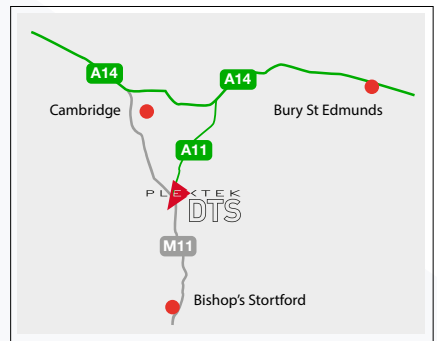 A14
A14
Cambridge
Bury St Edmunds
A11
PLEXTEK
DTS
M11
Bishop's Stortford